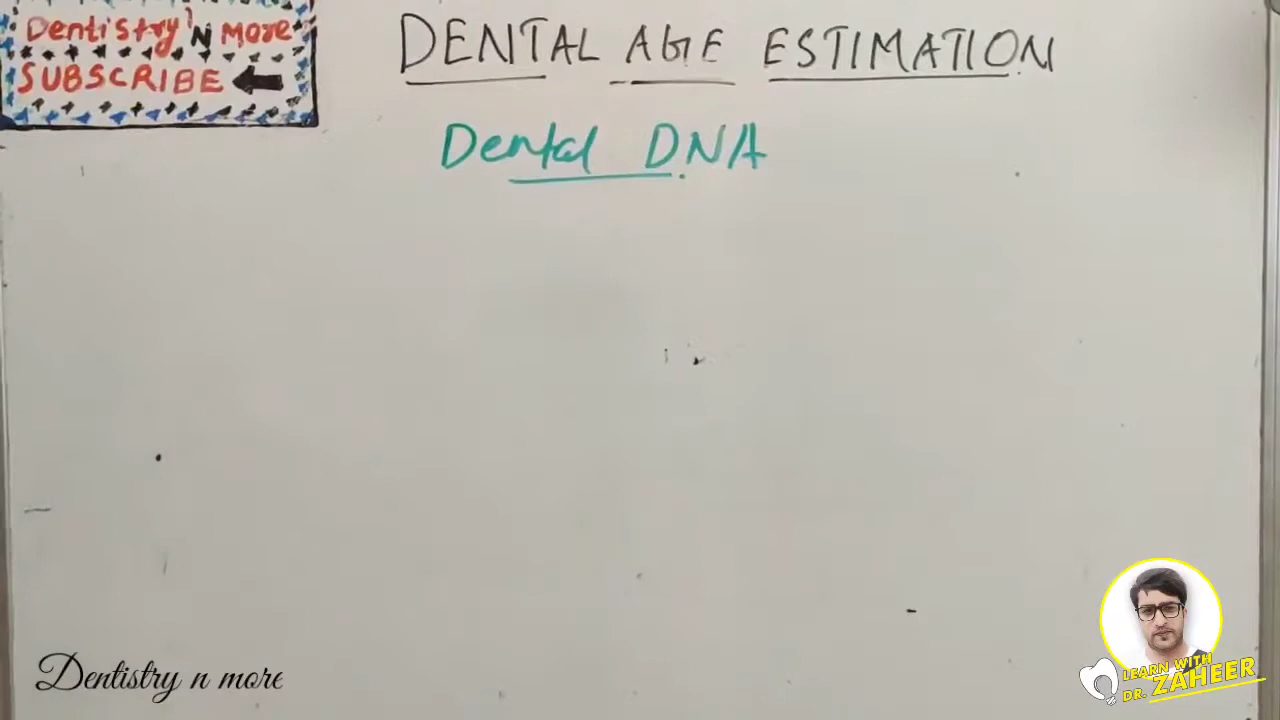 Dentistry'N More
SUBSCRIBE
DENTAL AGE ESTIMATION
Dental DNA
Dentistry n more
LEARN WITH
DR. ZAHEER